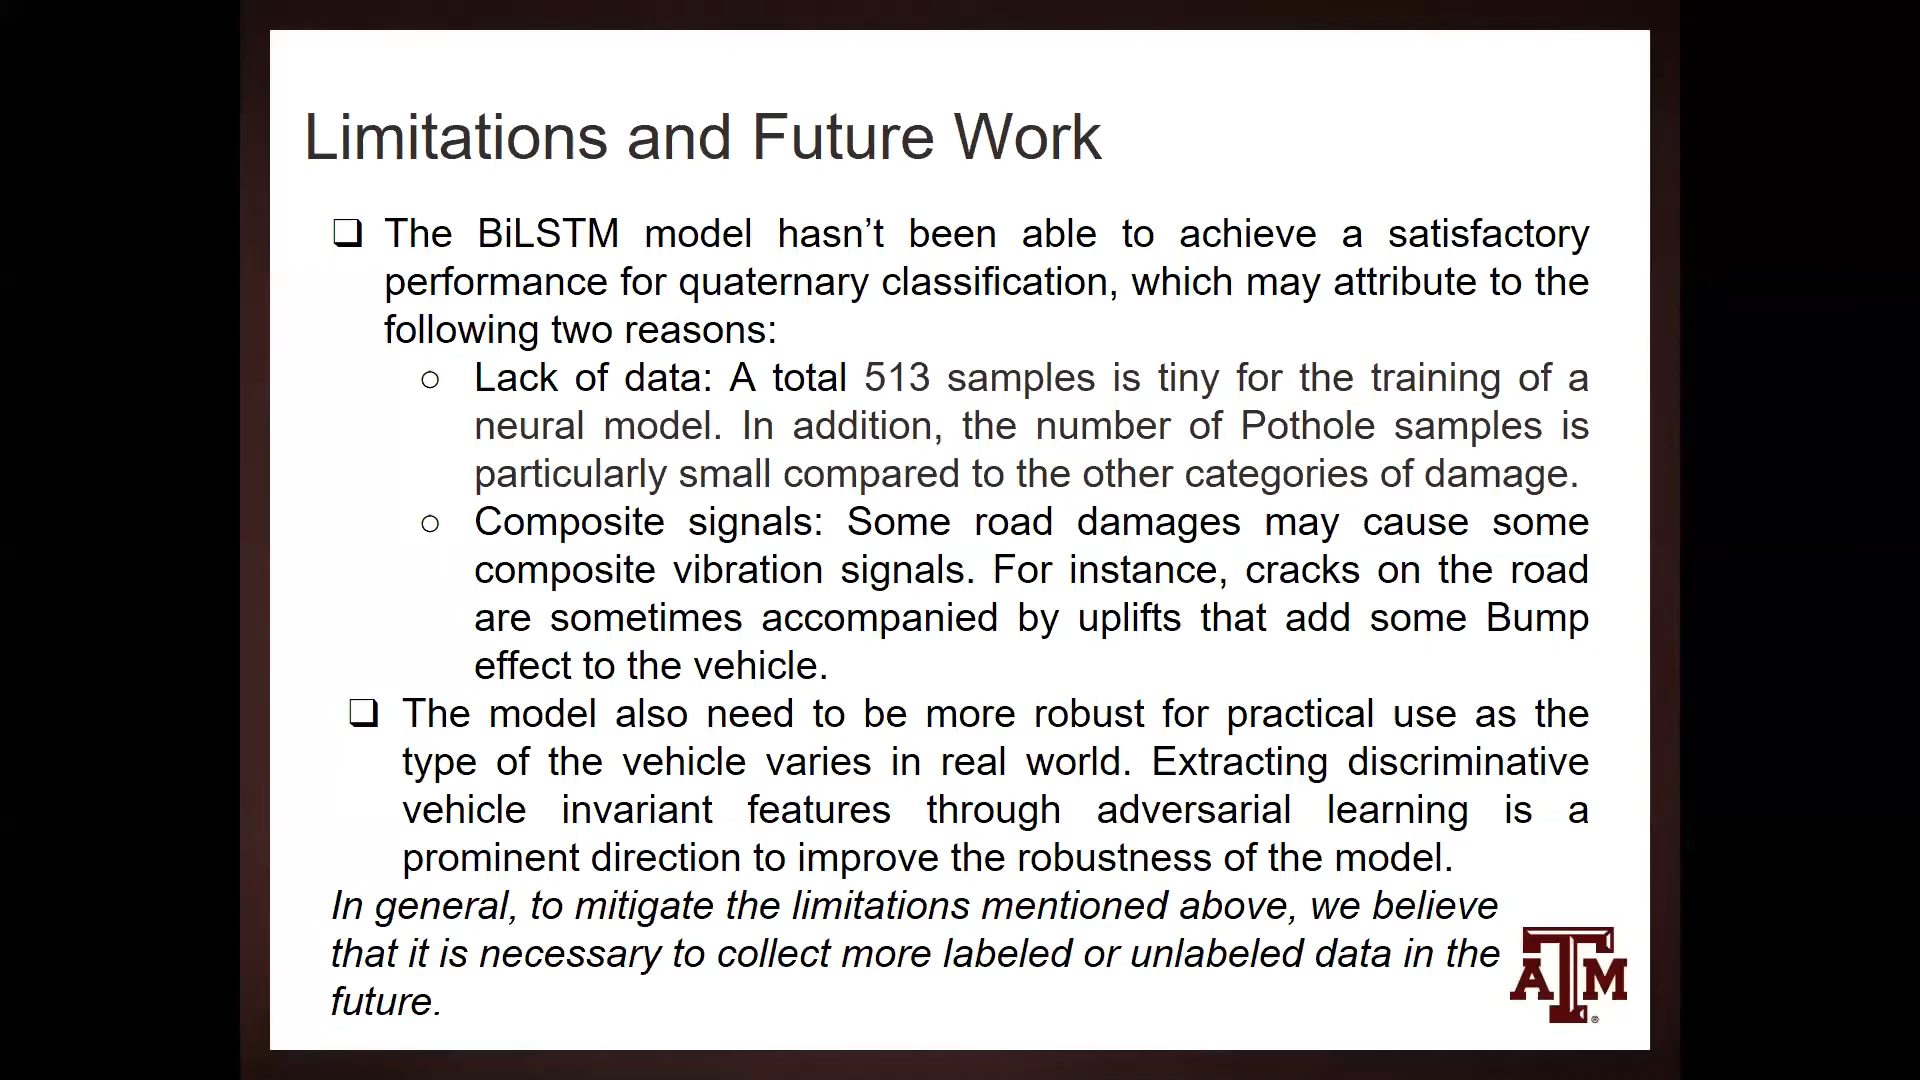 Limitations and Future Work
❑ The BiLSTM model hasn’t been able to achieve a satisfactory
performance for quaternary classification, which may attribute to the
following two reasons:
○ Lack of data: A total 513 samples is tiny for the training of a
neural model. In addition, the number of Pothole samples is
particularly small compared to the other categories of damage.
○ Composite signals: Some road damages may cause some
composite vibration signals. For instance, cracks on the road
are sometimes accompanied by uplifts that add some Bump
effect to the vehicle.
❑ The model also need to be more robust for practical use as the
type of the vehicle varies in real world. Extracting discriminative
vehicle invariant features through adversarial learning is a
prominent direction to improve the robustness of the model.
In general, to mitigate the limitations mentioned above, we believe
that it is necessary to collect more labeled or unlabeled data in the
future.
ATM®